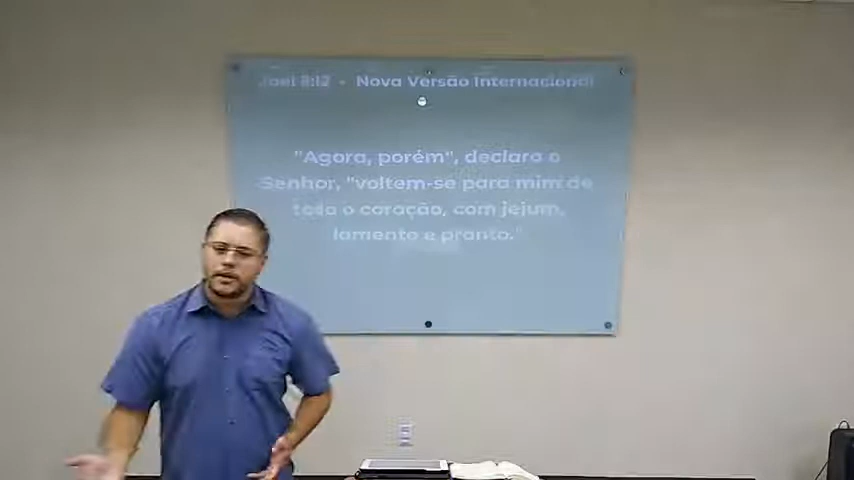 Joel 2:12 - Nova Versão Internacional
"Agora, porém", declara o
Senhor, "voltem-se para mim de
todo o coração, com jejum,
lamento e pranto."